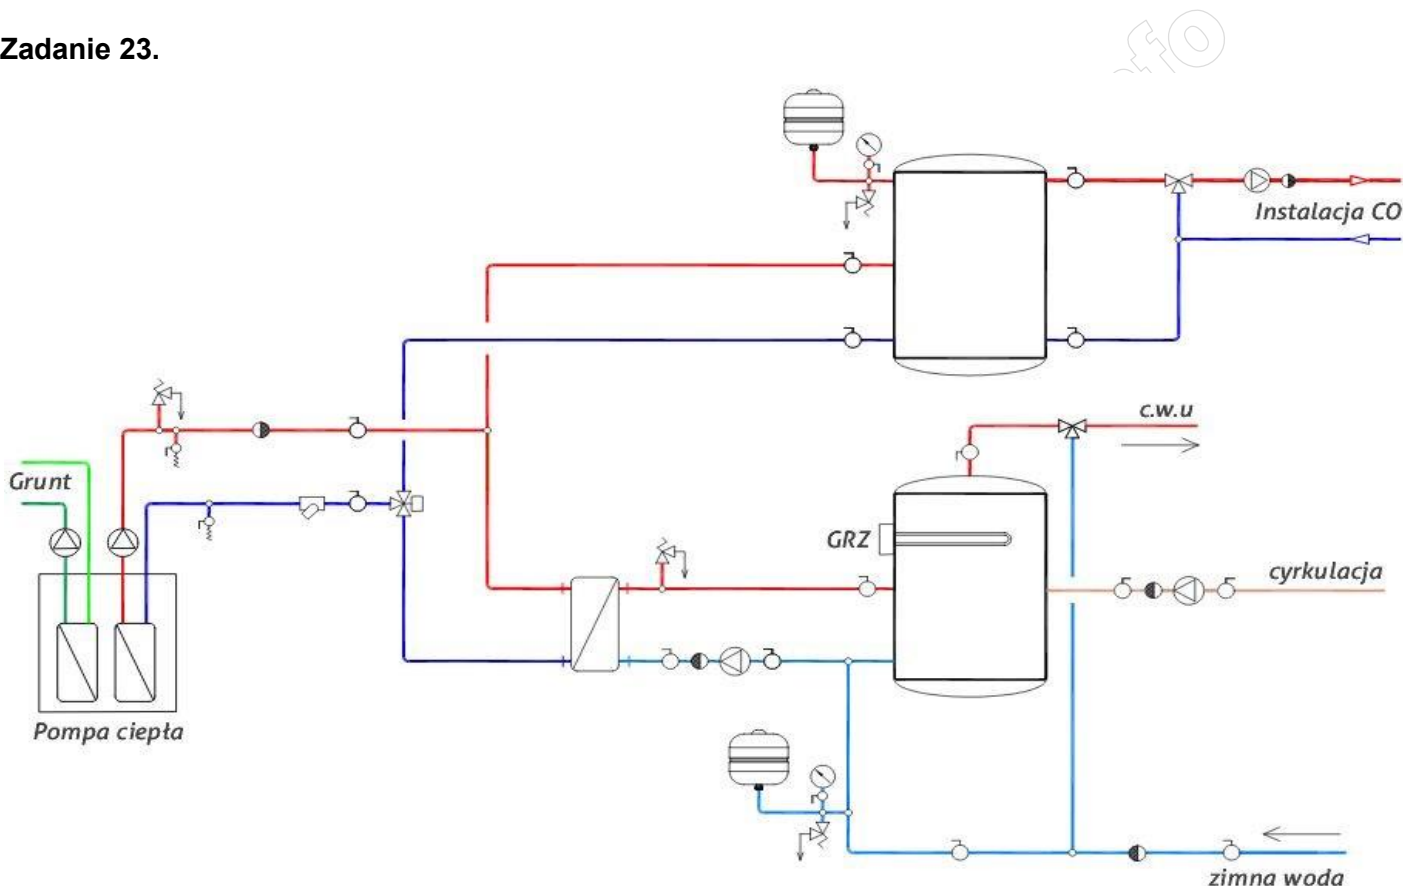 Zadanie 23.
Instalacja CO
c.w.u
Grunt
GRZ
cyrkulacja
Pompa ciepła
zimna woda